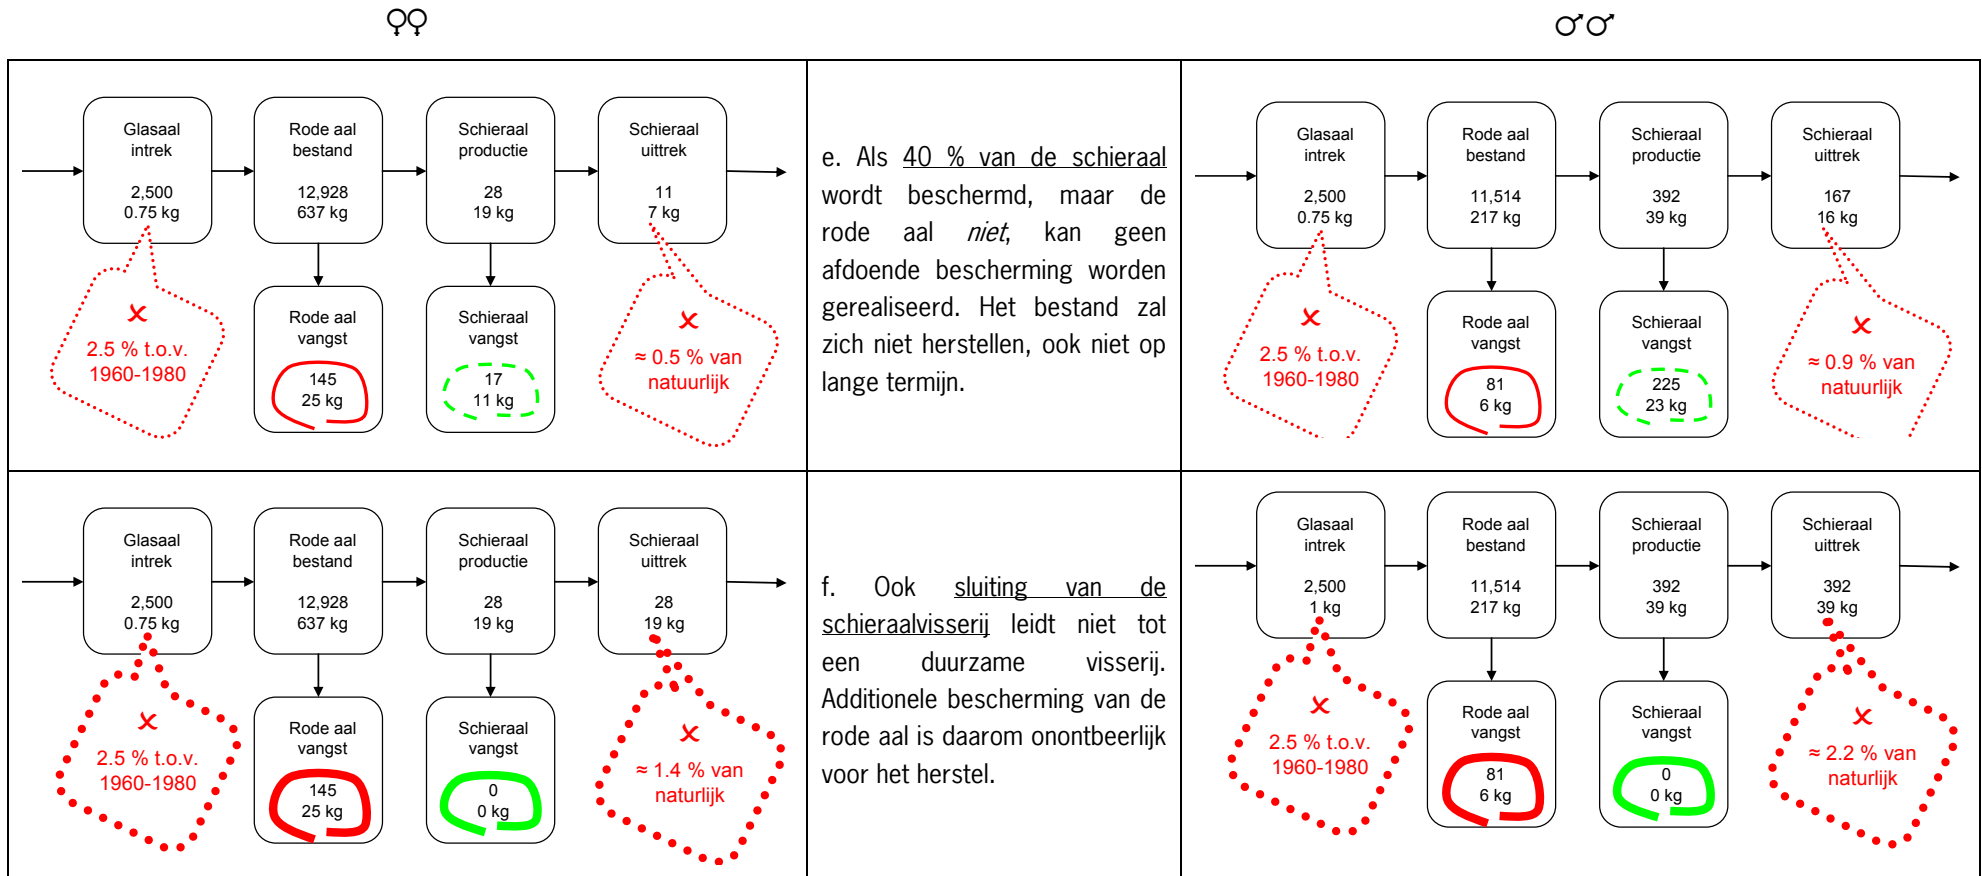 ♀♀
♂♂
Glasaal
intrek
2,500
0.75 kg
Rode aal
bestand
12,928
637 kg
Schieraal
productie
28
19 kg
Schieraal
uittrek
11
7 kg
2.5 % t.o.v.
1960-1980
Rode aal
vangst
145
25 kg
Schieraal
vangst
17
11 kg
≈ 0.5 % van
natuurlijk
e. Als 40 % van de schieraal
wordt beschermd, maar de
rode aal niet, kan geen
afdoende bescherming worden
gerealiseerd. Het bestand zal
zich niet herstellen, ook niet op
lange termijn.
Glasaal
intrek
2,500
0.75 kg
Rode aal
bestand
11,514
217 kg
Schieraal
productie
392
39 kg
Schieraal
uittrek
167
16 kg
2.5 % t.o.v.
1960-1980
Rode aal
vangst
81
6 kg
Schieraal
vangst
225
23 kg
≈ 0.9 % van
natuurlijk
Glasaal
intrek
2,500
0.75 kg
Rode aal
bestand
12,928
637 kg
Schieraal
productie
28
19 kg
Schieraal
uittrek
28
19 kg
2.5 % t.o.v.
1960-1980
Rode aal
vangst
145
25 kg
Schieraal
vangst
0
0 kg
≈ 1.4 % van
naturlijk
f. Ook sluiting van de
schieraalvisserij leidt niet tot
een duurzame visserij.
Additionele bescherming van de
rode aal is daarom onontbeerlijk
voor het herstel.
Glasaal
intrek
2,500
1 kg
Rode aal
bestand
11,514
217 kg
Schieraal
productie
392
39 kg
Schieraal
uittrek
392
39 kg
2.5 % t.o.v.
1960-1980
Rode aal
vangst
81
6 kg
Schieraal
vangst
0
0 kg
≈ 2.2 % van
naturlijk